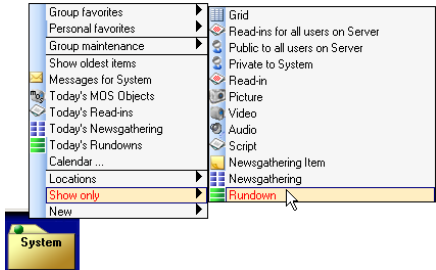 Group favorites
Personal favorites
Group maintenance
Show oldest items
Messages for System
Today's MOS Objects
Today's Read-ins
Today's Newsgathering
Today's Rundowns
Calendar ...
Locations
Show only
New
Grid
Read-ins for all users on Server
Public to all users on Server
Private to System
Read-in
Picture
Video
Audio
Script
Newsgathering Item
Newsgathering
Rundown
System